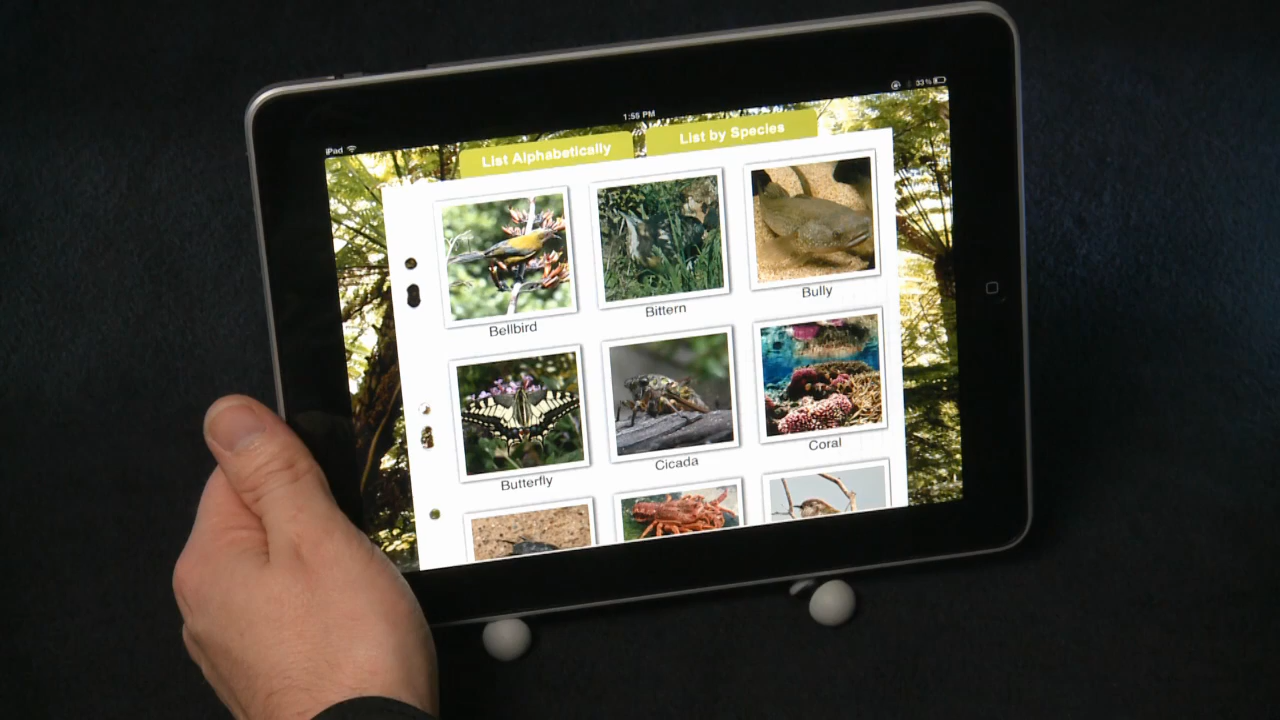 iPad
1:55 PM
33%
List Alphabetically
List by Species
Bellbird
Bittern
Bully
Butterfly
Cicada
Coral